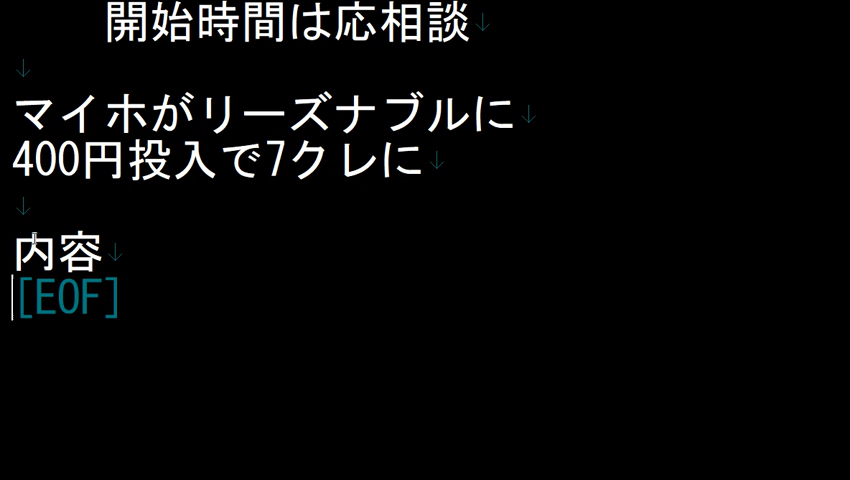 開始時間は応相談↓
↓
マイホがリーズナブルに↓
400円投入で7クレに↓
↓
内容↓
[EOF]